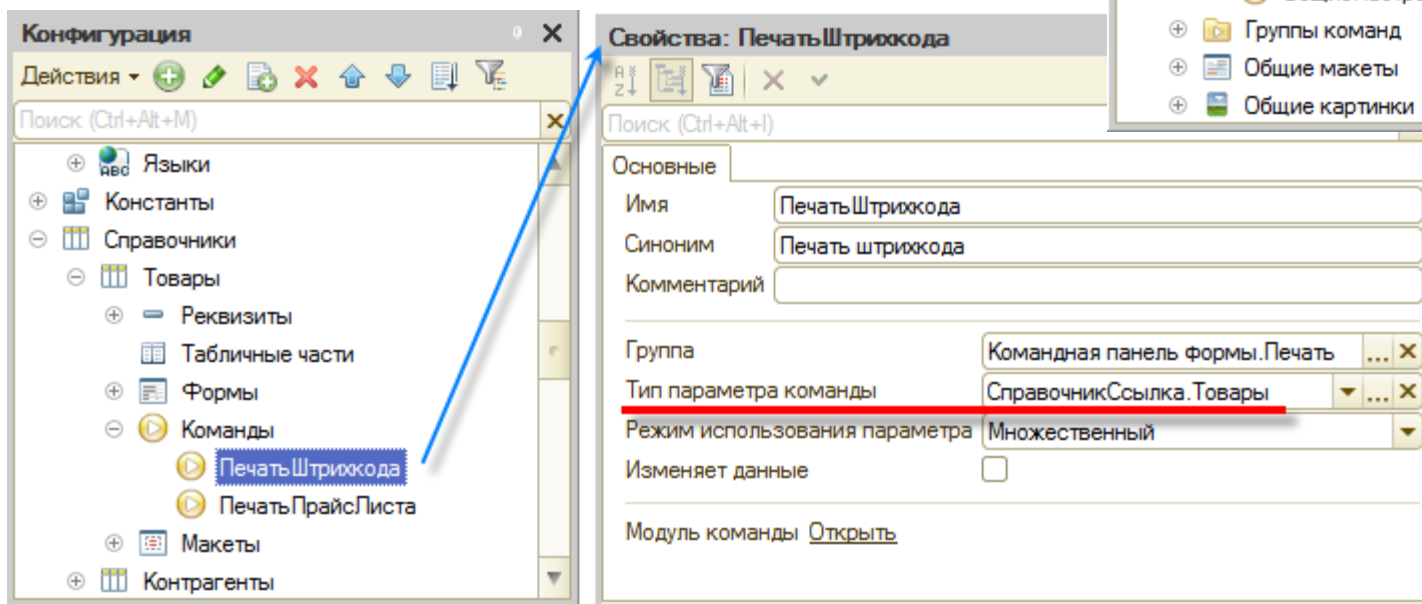 Конфигурация
Действия
Поиск (Ctrl+Alt+M)
Языки
Константы
Справочники
Товары
Реквизиты
Табличные части
Формы
Команды
ПечатьШтрихкода
ПечатьПрайсЛиста
Макеты
Контрагенты
Свойства: ПечатьШтрихкода
Поиск (Ctrl+Alt+I)
Основные
Имя ПечатьШтрихкода
Синоним Печать штрихкода
Комментарий
Группа Командная панель формы.Печать ...
Тип параметра команды СправочникСсылка.Товары ...
Режим использования параметра Множественный
Изменяет данные
Модуль команды Открыть
Группы команд
Общие макеты
Общие картинки